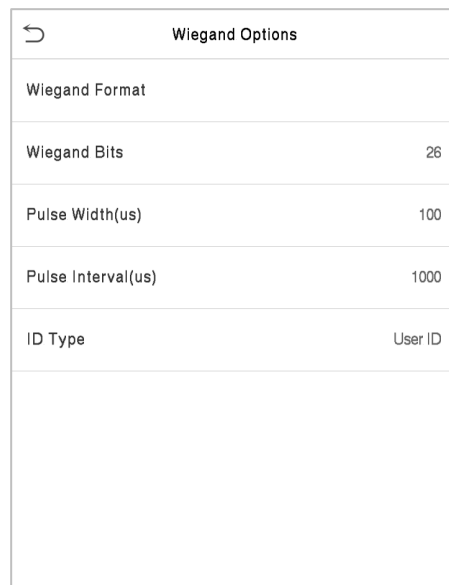 Wiegand Options
Wiegand Format
Wiegand Bits 26
Pulse Width(us) 100
Pulse Interval(us) 1000
ID Type User ID